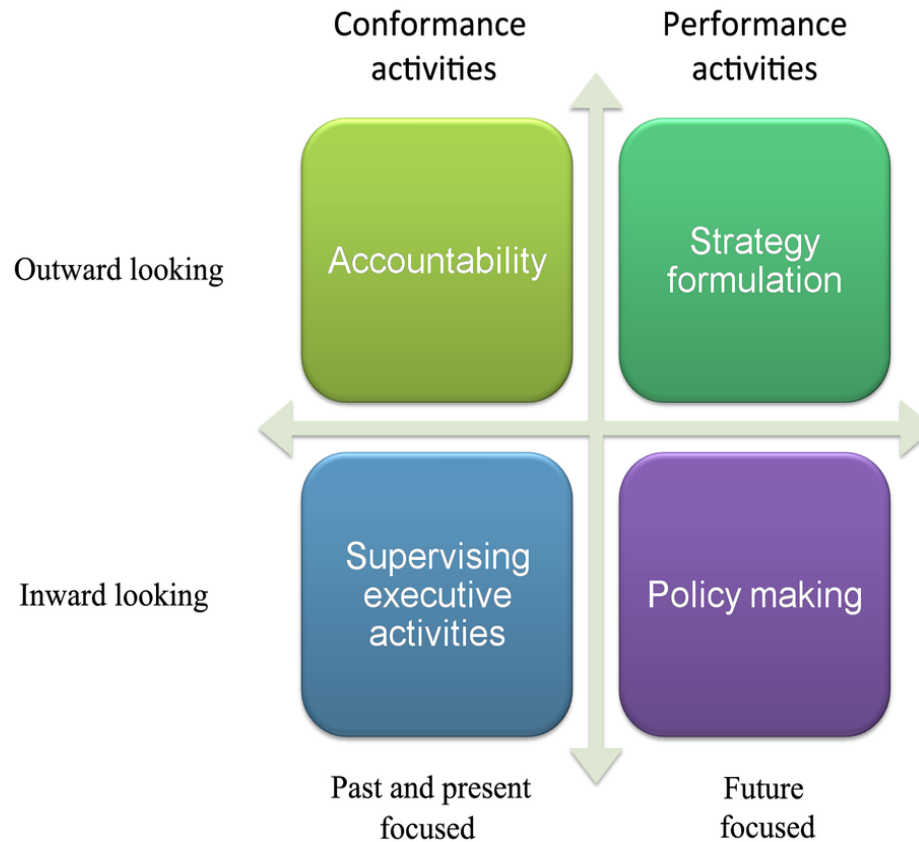 Conformance
activities
Performance
activities
Outward looking
Accountability
Strategy
formulation
Inward looking
Supervising
executive
activities
Policy making
Past and present
focused
Future
focused